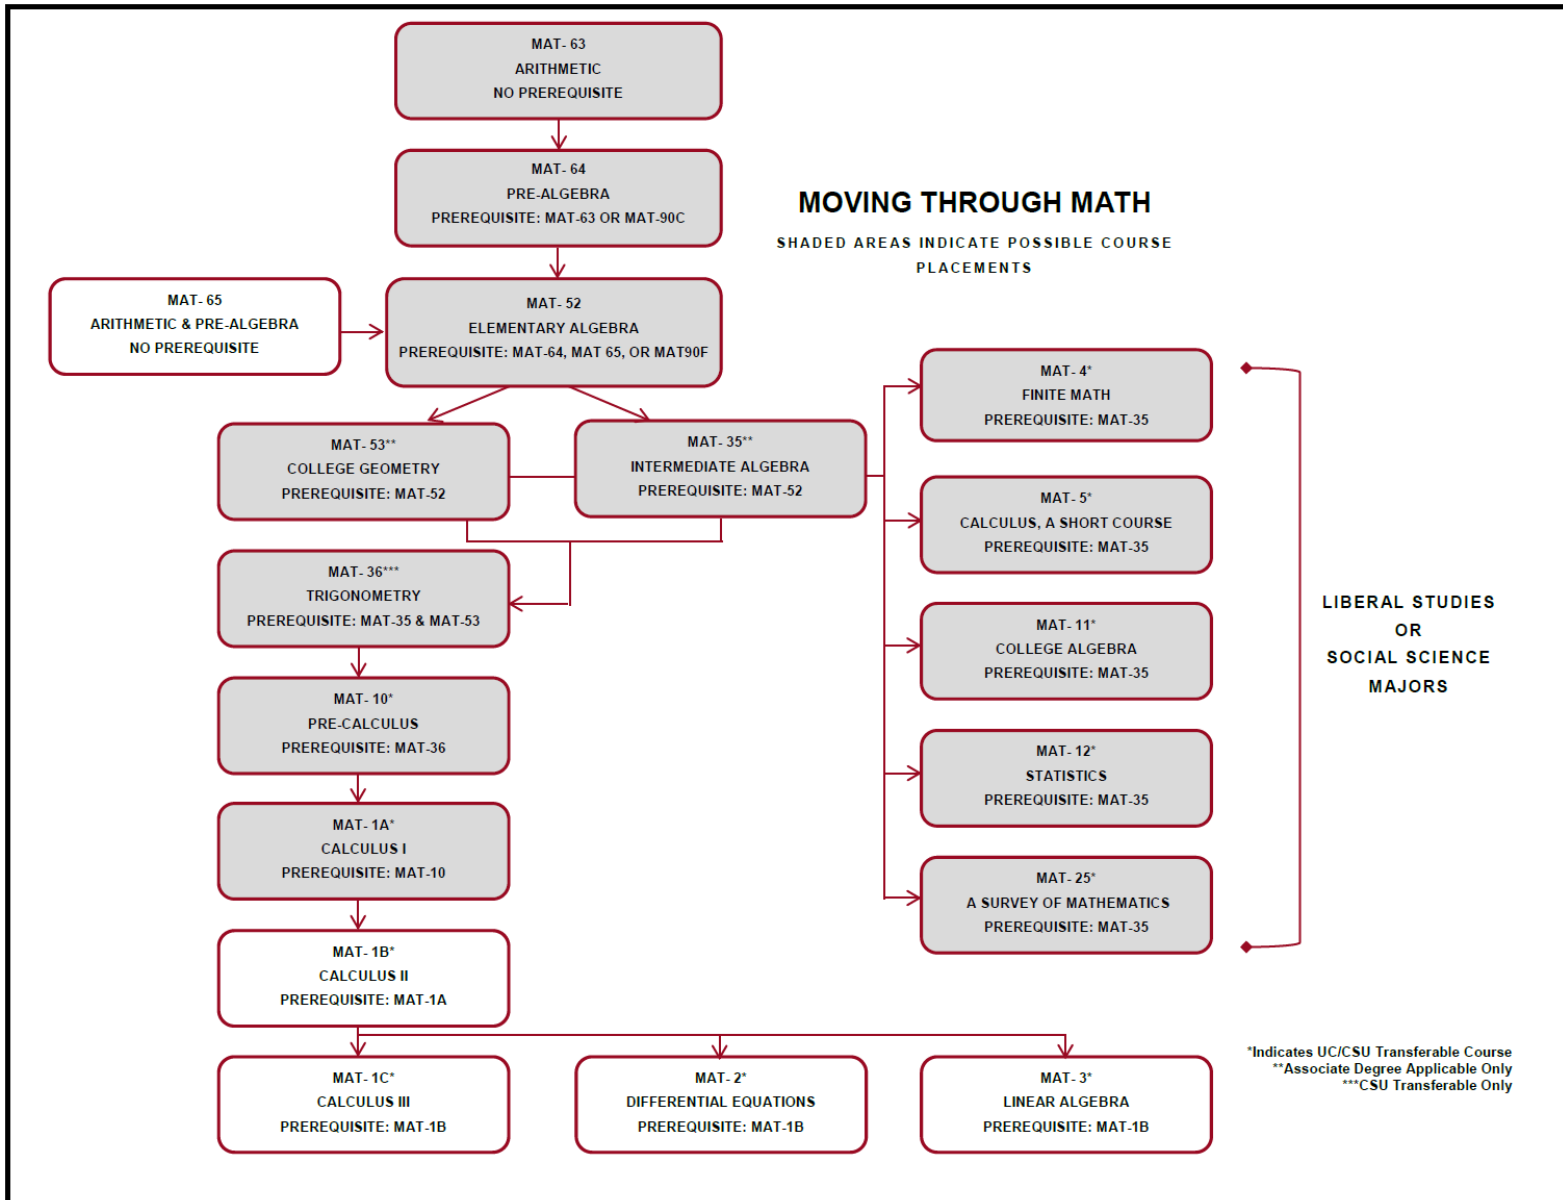 MAT- 63
ARITHMETIC
NO PREREQUISITE
MAT- 64
PRE-ALGEBRA
PREREQUISITE: MAT-63 OR MAT-90C
MOVING THROUGH MATH
SHADED AREAS INDICATE POSSIBLE COURSE
PLACEMENTS
MAT- 65
ARITHMETIC & PRE-ALGEBRA
NO PREREQUISITE
MAT- 52
ELEMENTARY ALGEBRA
PREREQUISITE: MAT-64, MAT 65, OR MAT90F
MAT- 53**
COLLEGE GEOMETRY
PREREQUISITE: MAT-52
MAT- 35**
INTERMEDIATE ALGEBRA
PREREQUISITE: MAT-52
MAT- 36***
TRIGONOMETRY
PREREQUISITE: MAT-35 & MAT-53
MAT- 10*
PRE-CALCULUS
PREREQUISITE: MAT-36
MAT- 1A*
CALCULUS I
PREREQUISITE: MAT-10
MAT- 1B*
CALCULUS II
PREREQUISITE: MAT-1A
MAT- 1C*
CALCULUS III
PREREQUISITE: MAT-1B
MAT- 2*
DIFFERENTIAL EQUATIONS
PREREQUISITE: MAT-1B
MAT- 3*
LINEAR ALGEBRA
PREREQUISITE: MAT-1B
MAT- 4*
FINITE MATH
PREREQUISITE: MAT-35
MAT- 5*
CALCULUS, A SHORT COURSE
PREREQUISITE: MAT-35
MAT- 11*
COLLEGE ALGEBRA
PREREQUISITE: MAT-35
MAT- 12*
STATISTICS
PREREQUISITE: MAT-35
MAT- 25*
A SURVEY OF MATHEMATICS
PREREQUISITE: MAT-35
LIBERAL STUDIES
OR
SOCIAL SCIENCE
MAJORS
*Indicates UC/CSU Transferable Course
**Associate Degree Applicable Only
***CSU Transferable Only